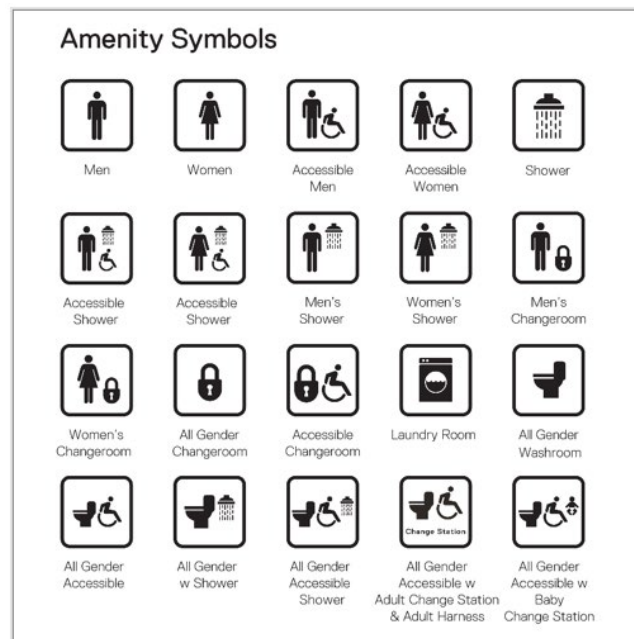 Amenity Symbols
Men
Women
Accessible
Men
Accessible
Women
Shower
Accessible
Shower
Accessible
Shower
Men's
Shower
Women's
Shower
Men's
Changeroom
Women's
Changeroom
All Gender
Changeroom
Accessible
Changeroom
Laundry Room
All Gender
Washroom
All Gender
Accessible
All Gender
w Shower
All Gender
Accessible
Shower
Change Station
All Gender
Accessible w
Adult Change Station
& Adult Harness
All Gender
Accessible w
Baby
Change Station